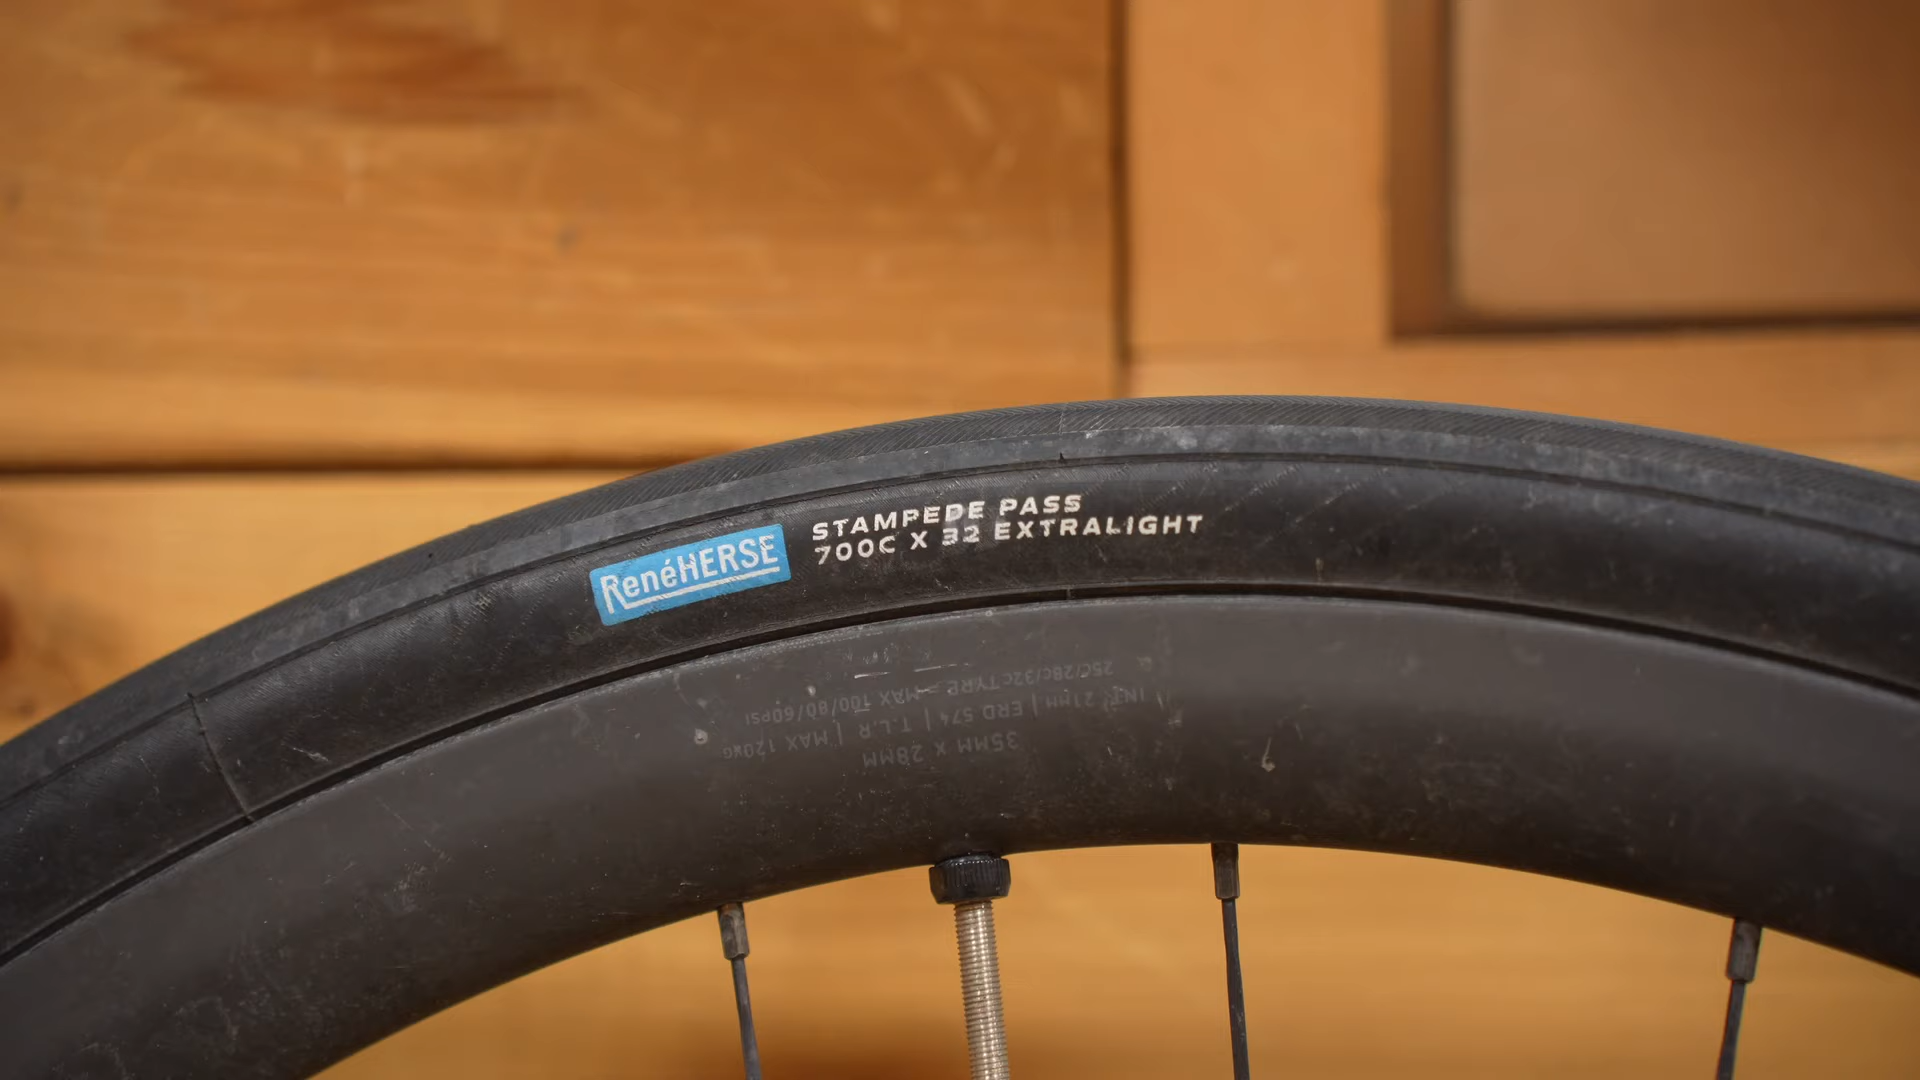 RenéHERSE
STAMPEDE PASS
700C X 32 EXTRALIGHT
35MM X 28MM
INT. 21MM | ERD 574 | T.L.R | MAX 120KG
25C/28C/32C TYRE = MAX 100/80/60PSI